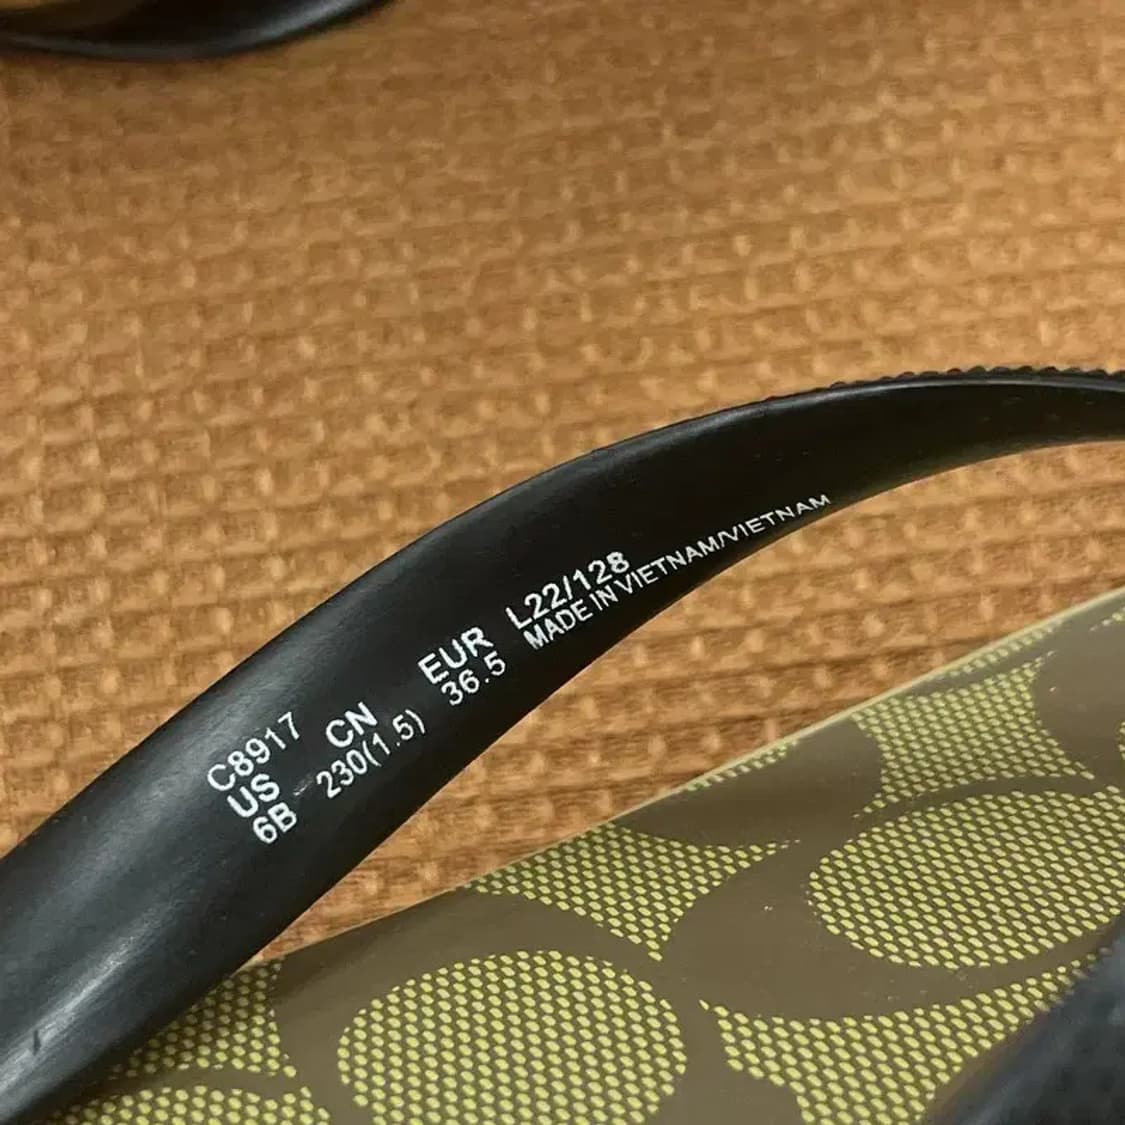 C8917
US CN EUR L22/128
6B 230(1.5) 36.5 MADE IN VIETNAM/VIETNAM